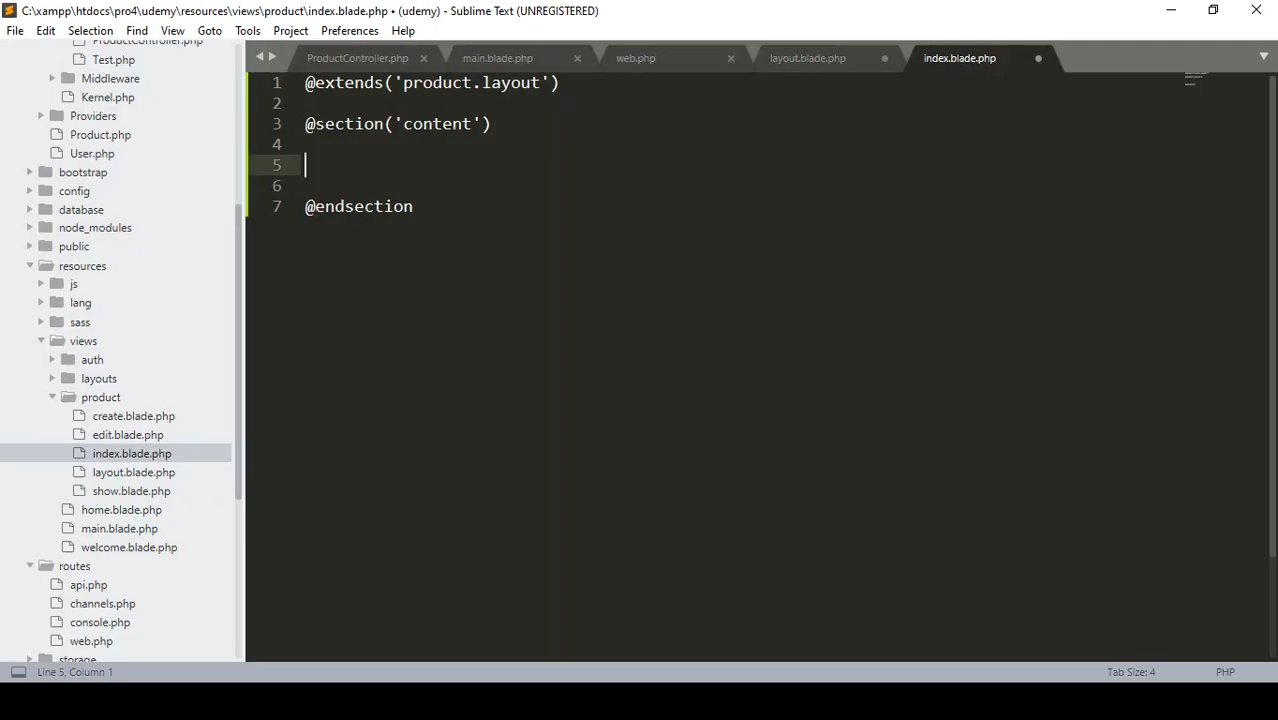 C:\xampp\htdocs\pro4\udemy\resources\views\product\index.blade.php • (udemy) - Sublime Text (UNREGISTERED)
File Edit Selection Find View Goto Tools Project Preferences Help
ProductController.php main.blade.php web.php layout.blade.php index.blade.php
ProductController.php
Test.php
Middleware
Kernel.php
Providers
Product.php
User.php
bootstrap
config
database
node_modules
public
resources
js
lang
sass
views
auth
layouts
product
create.blade.php
edit.blade.php
index.blade.php
layout.blade.php
show.blade.php
home.blade.php
main.blade.php
welcome.blade.php
routes
api.php
channels.php
console.php
web.php
storage
1 @extends('product.layout')
2
3 @section('content')
4
5
6
7 @endsection
Line 5, Column 1 Tab Size: 4 PHP